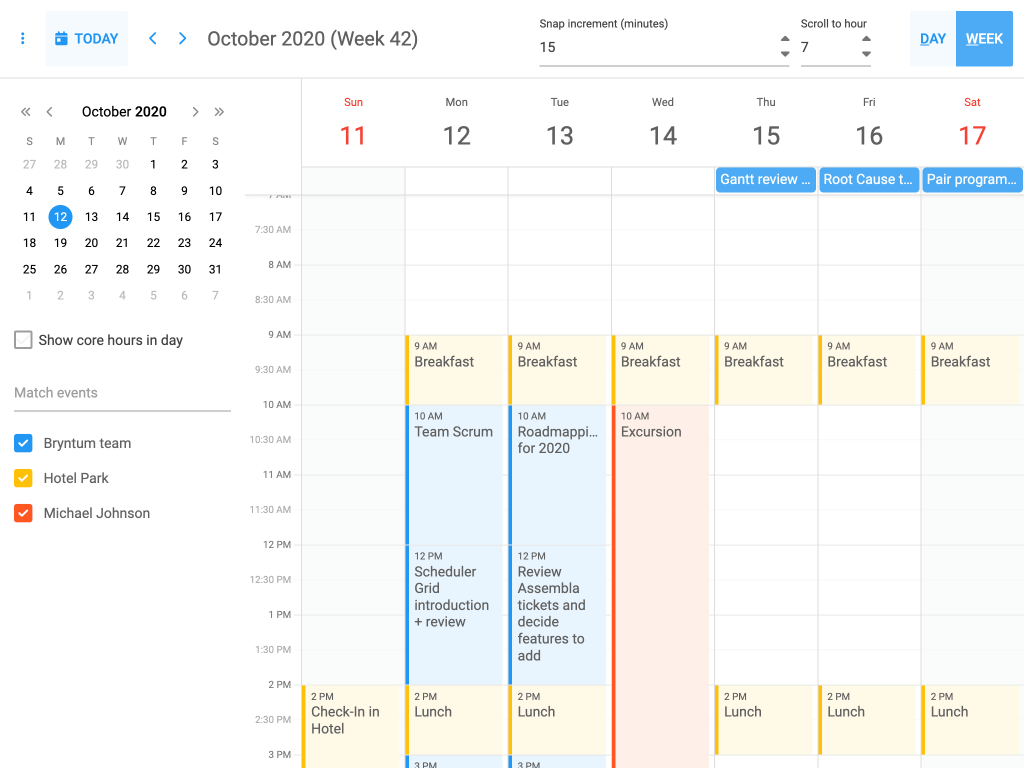 TODAY
October 2020 (Week 42)
Snap increment (minutes)
15
Scroll to hour
7
DAY
WEEK
October 2020
S M T W T F S
27 28 29 30 1 2 3
4 5 6 7 8 9 10
11 12 13 14 15 16 17
18 19 20 21 22 23 24
25 26 27 28 29 30 31
1 2 3 4 5 6 7
Show core hours in day
Match events
Bryntum team
Hotel Park
Michael Johnson
Sun Mon Tue Wed Thu Fri Sat
11 12 13 14 15 16 17
Gantt review ... Root Cause t... Pair program...
7 AM
7:30 AM
8 AM
8:30 AM
9 AM
9:30 AM
10 AM
10:30 AM
11 AM
11:30 AM
12 PM
12:30 PM
1 PM
1:30 PM
2 PM
2:30 PM
3 PM
2 PM
Check-In in
Hotel
9 AM
Breakfast
10 AM
Team Scrum
12 PM
Scheduler
Grid
introduction
+ review
2 PM
Lunch
3 PM
9 AM
Breakfast
10 AM
Roadmappi...
for 2020
12 PM
Review
Assembla
tickets and
decide
features to
add
2 PM
Lunch
3 PM
9 AM
Breakfast
10 AM
Excursion
9 AM
Breakfast
2 PM
Lunch
9 AM
Breakfast
2 PM
Lunch
9 AM
Breakfast
2 PM
Lunch